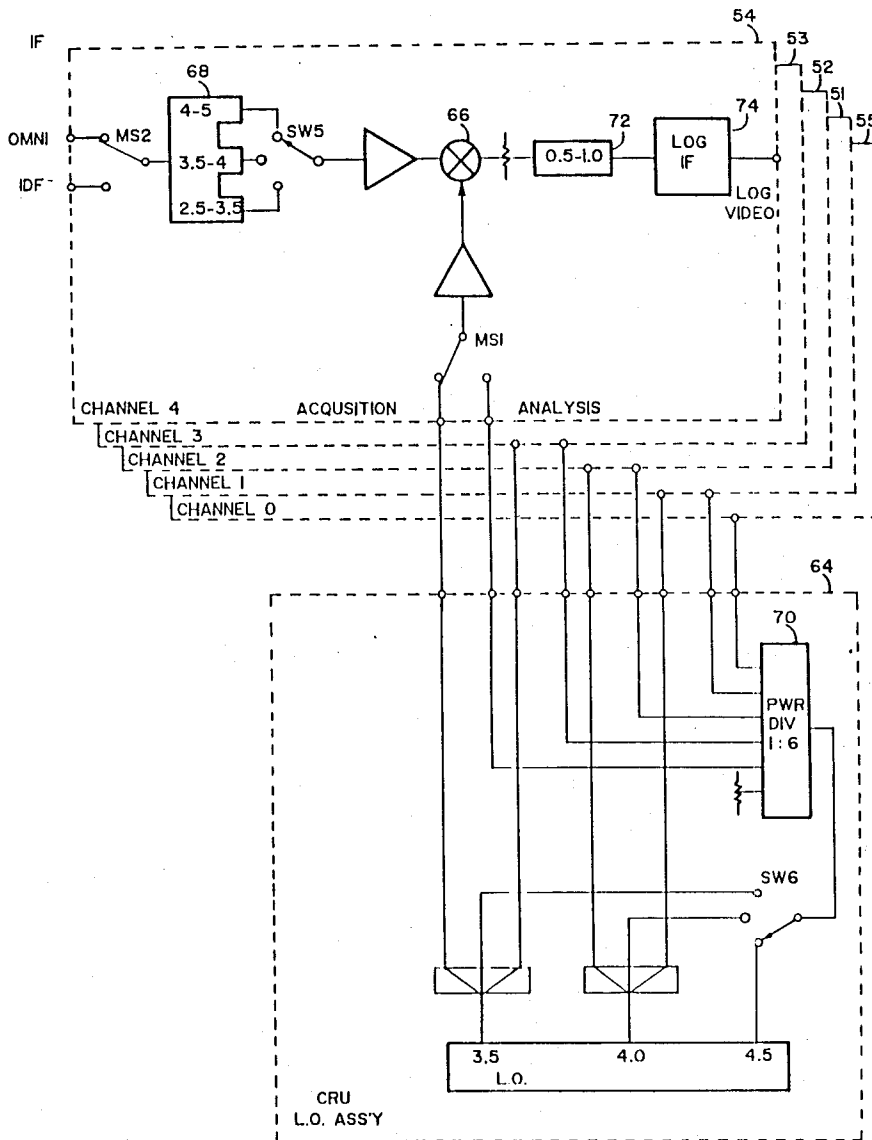 IF
54
53
52
51
55
68
4-5
OMNI
MS2
SW5
66
72
74
3.5-4
0.5-1.0
LOG
IF
IDF
2.5-3.5
LOG
VIDEO
MS1
CHANNEL 4
ACQUSITION
ANALYSIS
CHANNEL 3
CHANNEL 2
CHANNEL 1
CHANNEL 0
64
70
PWR
DIV
1:6
SW6
3.5
4.0
4.5
L.O.
CRU
L.O. ASS'Y